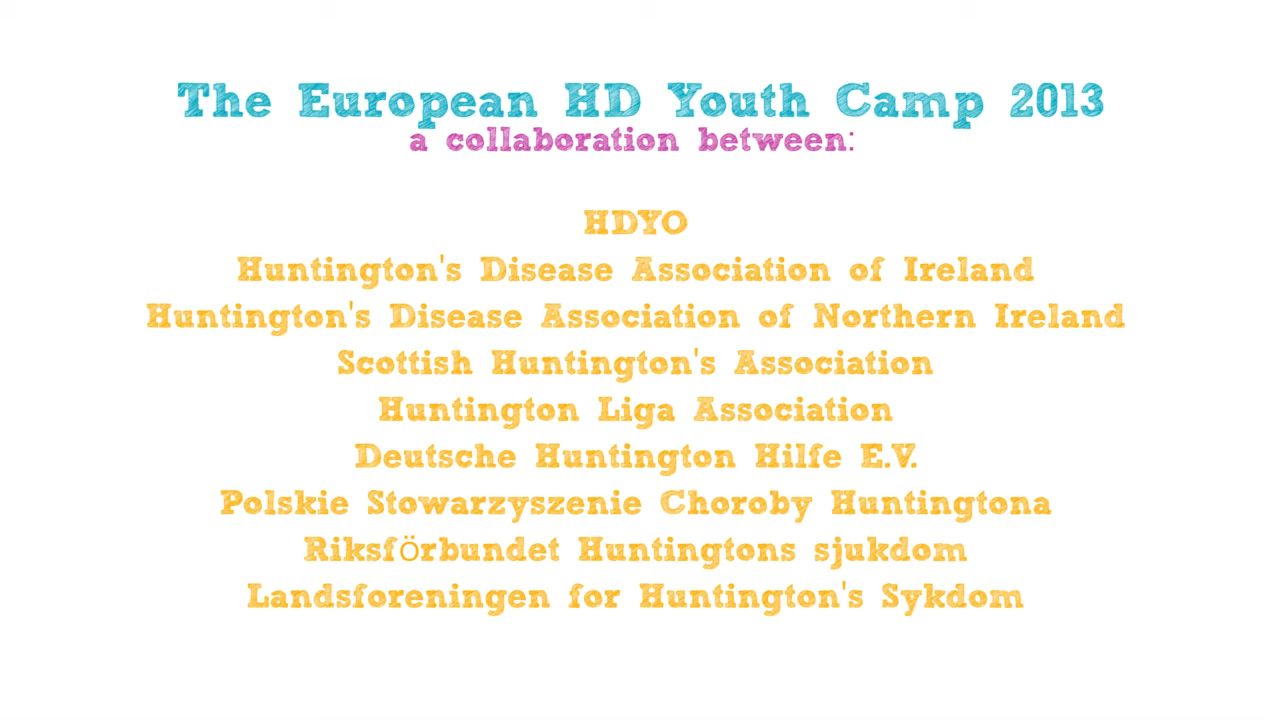 The European HD Youth Camp 2013
a collaboration between:
HDYO
Huntington's Disease Association of Ireland
Huntington's Disease Association of Northern Ireland
Scottish Huntington's Association
Huntington Liga Association
Deutsche Huntington Hilfe E.V.
Polskie Stowarzyszenie Choroby Huntingtona
RiksfÖrbundet Huntingtons sjukdom
Landsforeningen for Huntington's Sykdom